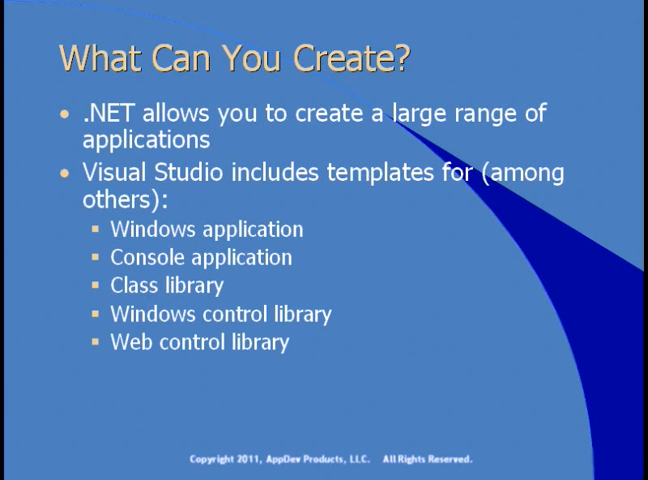 What Can You Create?
• .NET allows you to create a large range of
applications
• Visual Studio includes templates for (among
others):
▪ Windows application
▪ Console application
▪ Class library
▪ Windows control library
▪ Web control library
Copyright 2011, AppDev Products, LLC. All Rights Reserved.